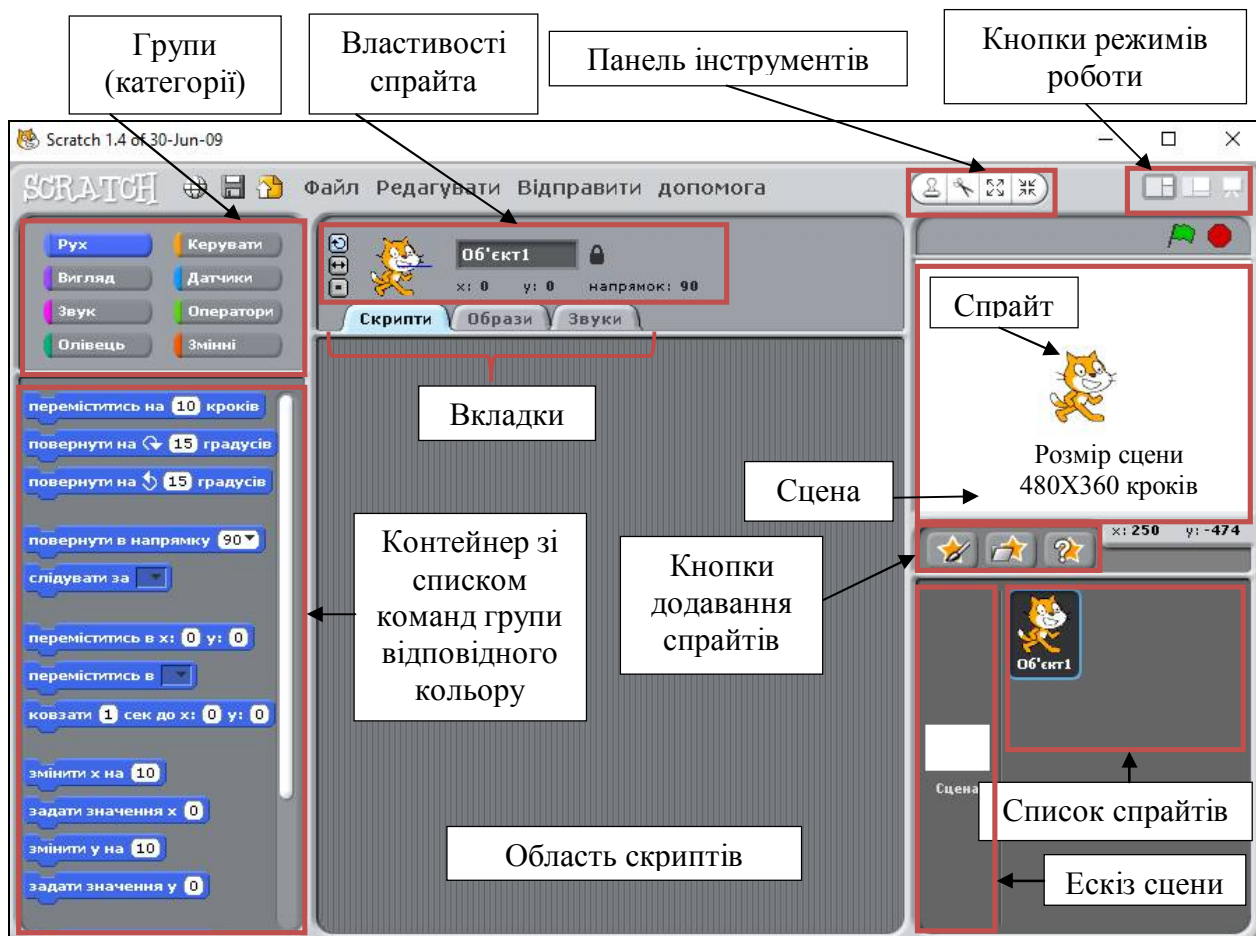 Групи
(категорії)
Властивості
спрайта
Панель інструментів
Кнопки режимів
роботи
Scratch 1.4 of 30-Jun-09
SCRATCH
Файл Редагувати Відправити допомога
Рух
Керувати
Вигляд
Датчики
Звук
Оператори
Олівець
Змінні
Об'єкт1
x: 0 y: 0 напрямок: 90
Скрипти
Образи
Звуки
Вкладки
Спрайт
Розмір сцени
480X360 кроків
Сцена
x: 250 y: -474
переміститись на 10 кроків
повернути на 15 градусів
повернути на 15 градусів
повернути в напрямку 90
слідувати за
переміститись в x: 0 y: 0
переміститись в
ковзати 1 сек до x: 0 y: 0
змінити x на 10
задати значення x 0
змінити y на 10
задати значення y 0
Контейнер зі
списком
команд групи
відповідного
кольору
Кнопки
додавання
спрайтів
Об'єкт1
Сцена
Список спрайтів
Область скриптів
Ескіз сцени